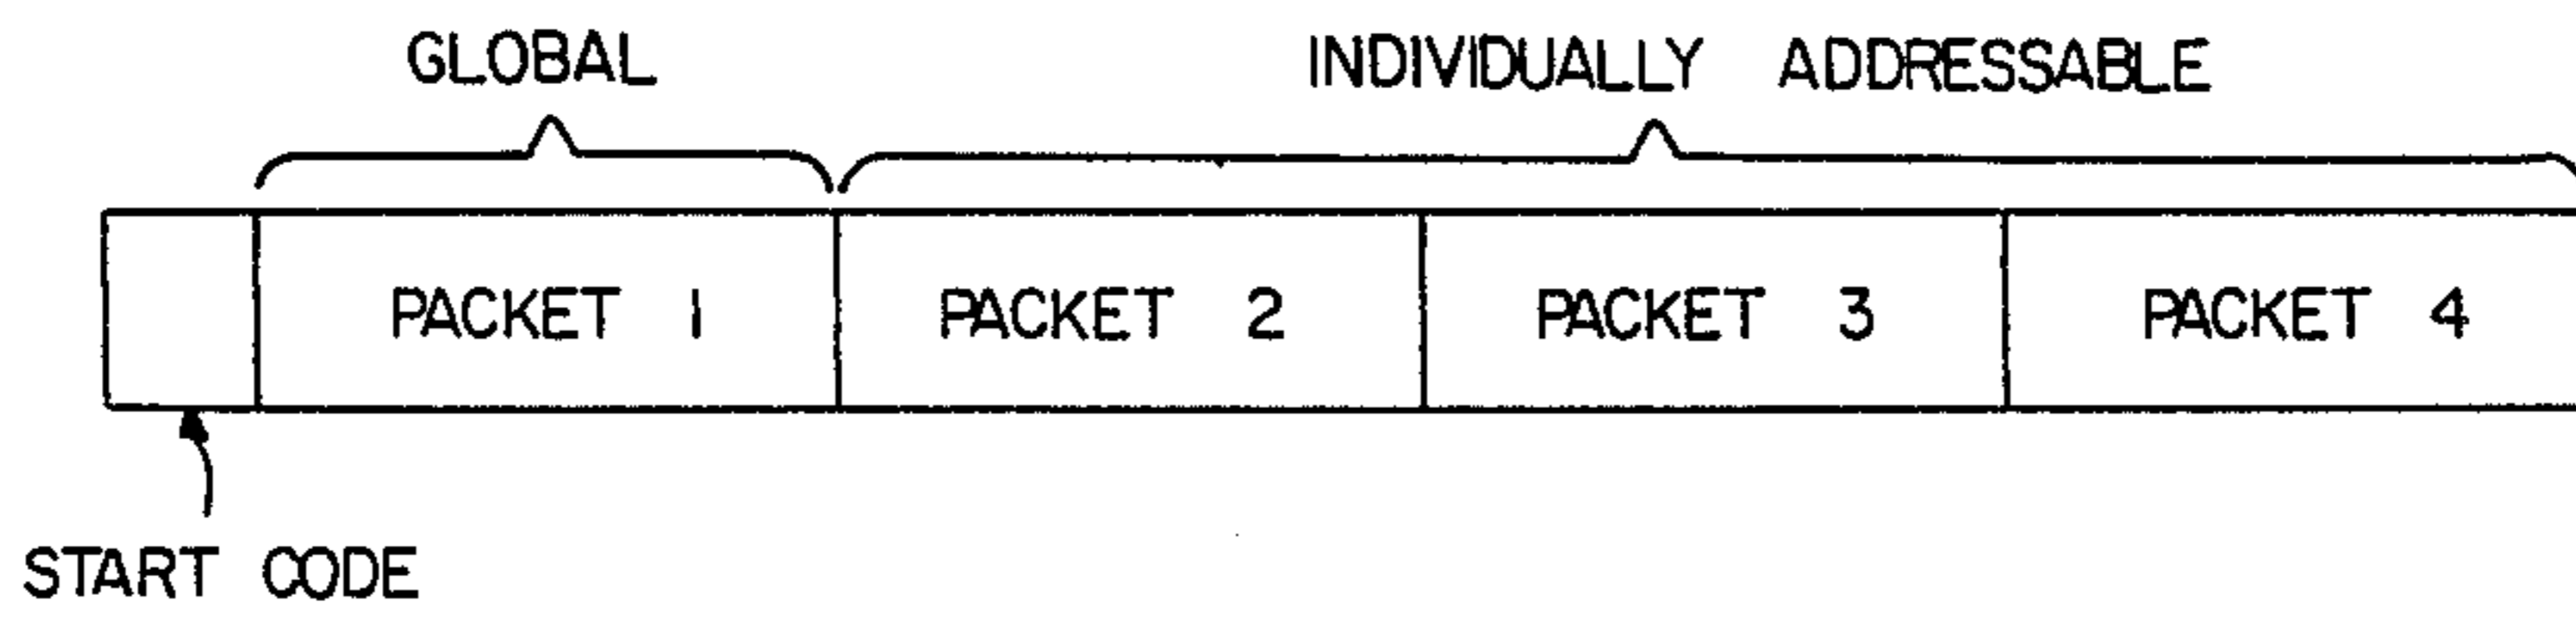 GLOBAL INDIVIDUALLY ADDRESSABLE
PACKET 1 PACKET 2 PACKET 3 PACKET 4
START CODE